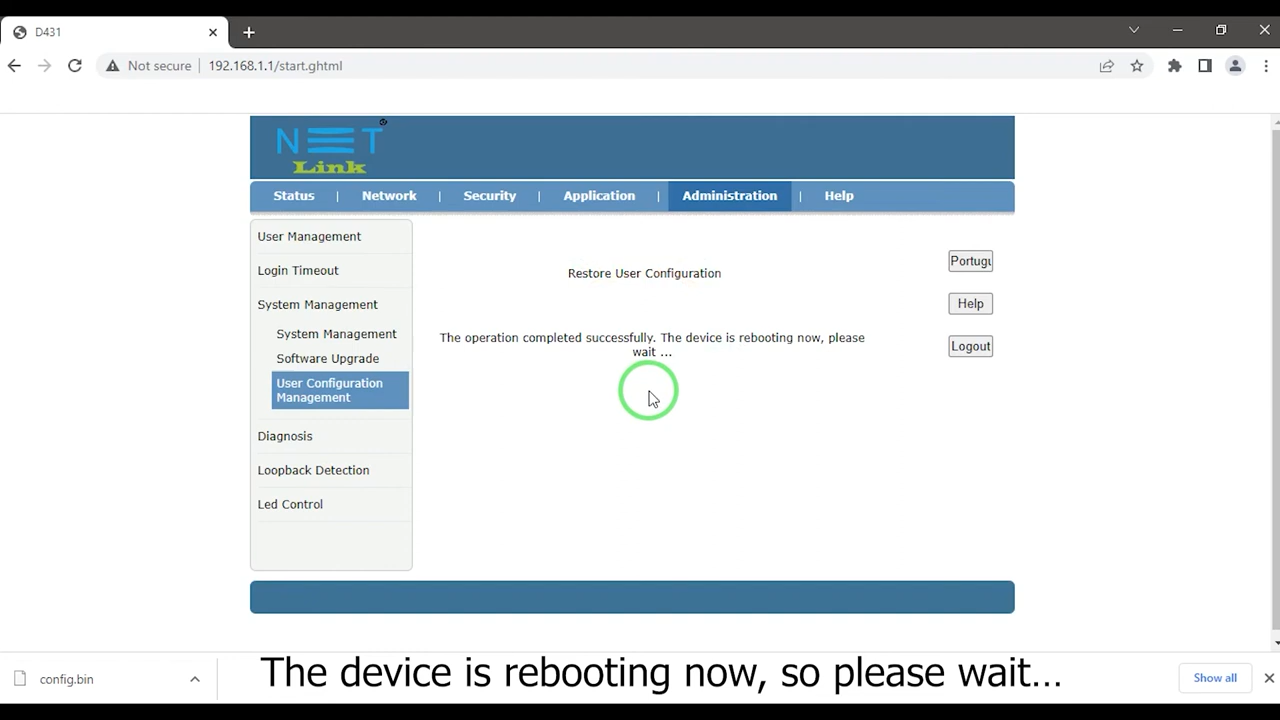 D431
Not secure
192.168.1.1/start.ghtml
NET
Link
Status | Network | Security | Application | Administration | Help
User Management
Login Timeout
System Management
System Management
Software Upgrade
User Configuration
Management
Diagnosis
Loopback Detection
Led Control
Restore User Configuration
The operation completed successfully. The device is rebooting now, please
wait ...
Portugu
Help
Logout
config.bin
Show all
The device is rebooting now, so please wait...